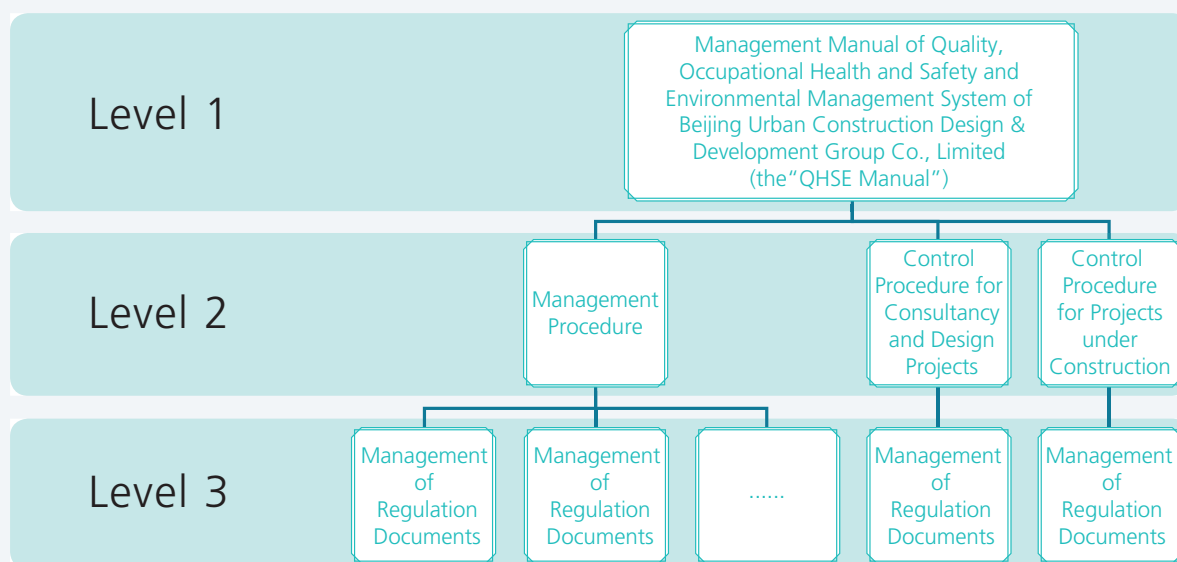 Level 1
Management Manual of Quality,
Occupational Health and Safety and
Environmental Management System of
Beijing Urban Construction Design &
Development Group Co., Limited
(the“QHSE Manual”)
Level 2
Management
Procedure
Control
Procedure for
Consultancy
and Design
Projects
Control
Procedure
for Projects
under
Construction
Level 3
Management
of
Regulation
Documents
Management
of
Regulation
Documents
......
Management
of
Regulation
Documents
Management
of
Regulation
Documents